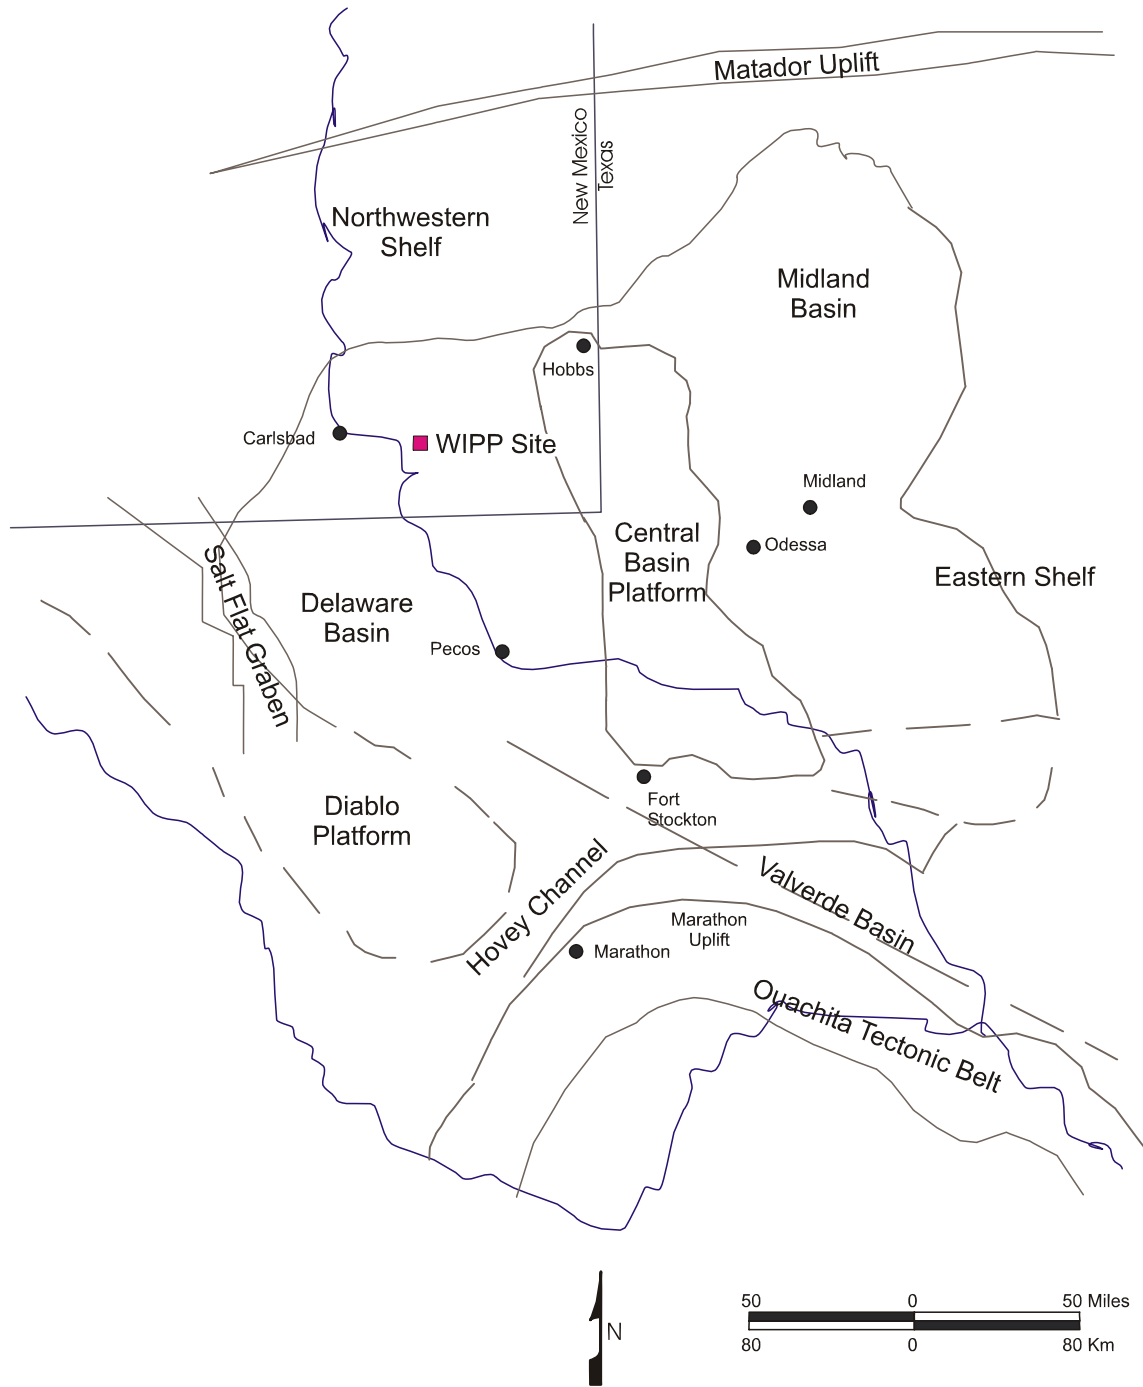 Matador Uplift
New Mexico
Texas
Northwestern
Shelf
Midland
Basin
Hobbs
Carlsbad
WIPP Site
Midland
Odessa
Central
Basin
Platform
Eastern Shelf
Salt Flat Graben
Delaware
Basin
Pecos
Diablo
Platform
Fort
Stockton
Hovey Channel
Valverde Basin
Marathon
Uplift
Marathon
Ouachita Tectonic Belt
N
50 0 50 Miles
80 0 80 Km